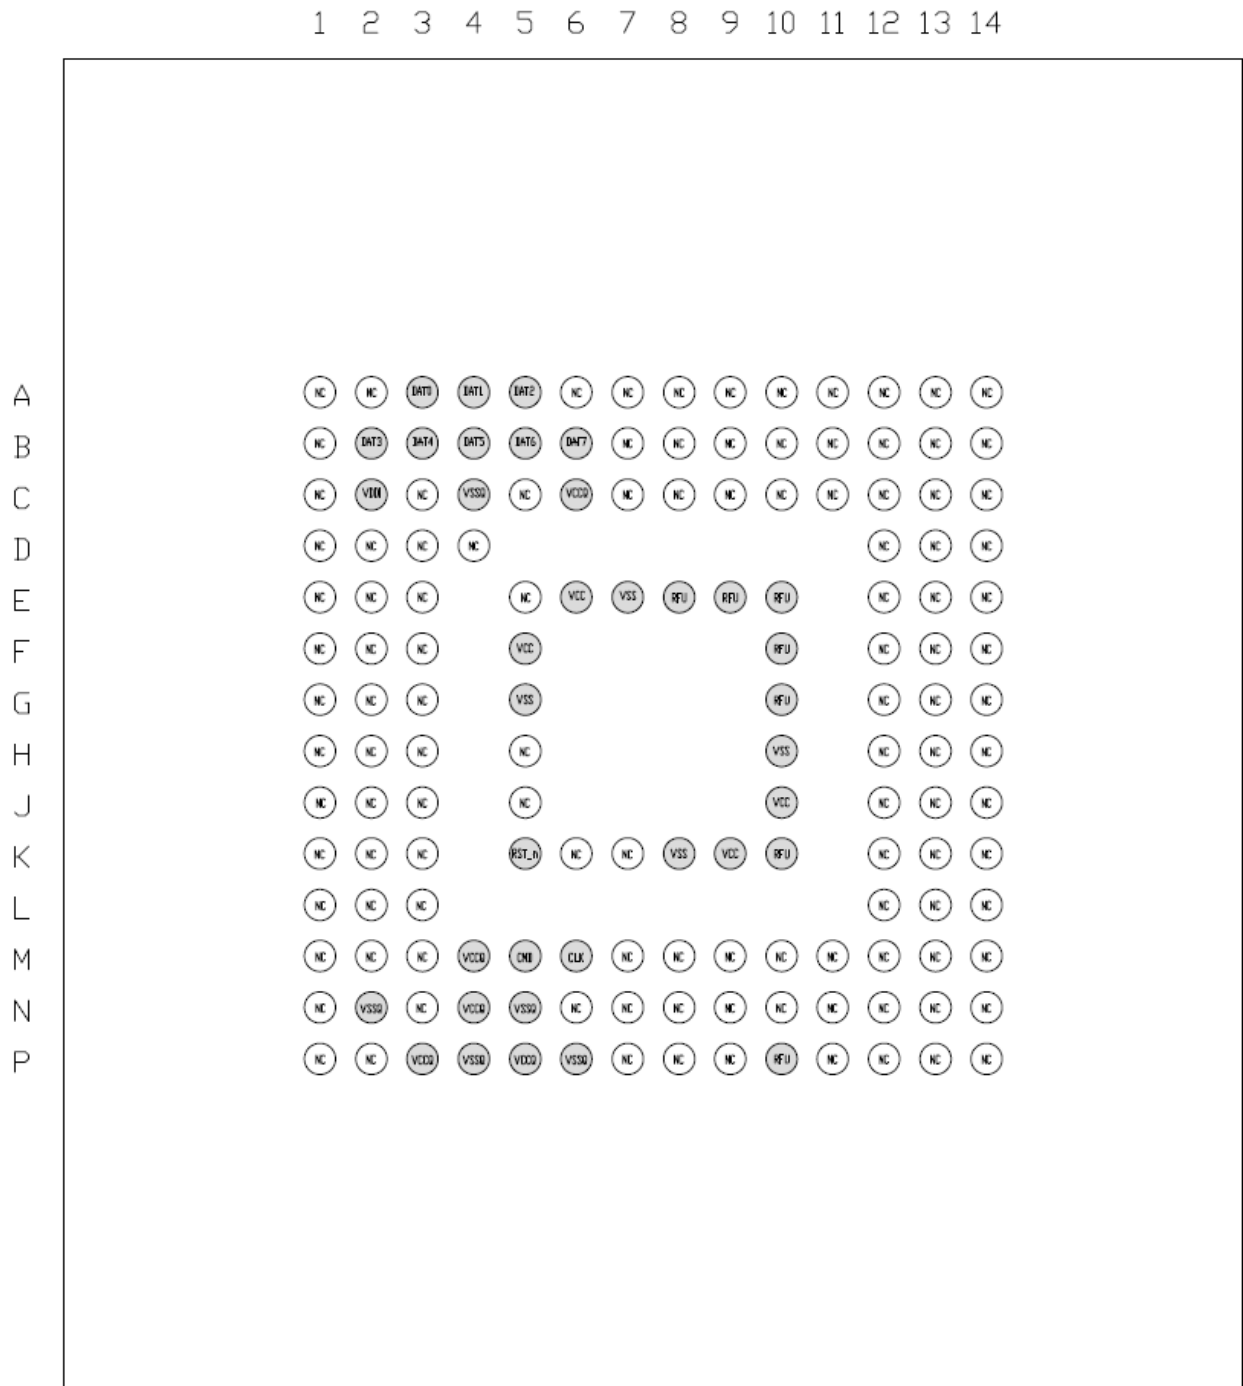 1 2 3 4 5 6 7 8 9 10 11 12 13 14
A NC NC DAT0 DAT1 DAT2 NC NC NC NC NC NC NC NC NC
B NC DAT3 DAT4 DAT5 DAT6 DAT7 NC NC NC NC NC NC NC NC
C NC VDDI NC VSSQ NC VCCQ NC NC NC NC NC NC NC NC
D NC NC NC NC NC NC NC
E NC NC NC NC VCC VSS RFU RFU RFU NC NC NC
F NC NC NC VCC RFU NC NC NC
G NC NC NC VSS RFU NC NC NC
H NC NC NC NC VSS NC NC NC
J NC NC NC NC VCC NC NC NC
K NC NC NC RST_n NC NC VSS VCC RFU NC NC NC
L NC NC NC NC NC NC
M NC NC NC VCCQ CMD CLK NC NC NC NC NC NC NC NC
N NC VSSQ NC VCCQ VSSQ NC NC NC NC NC NC NC NC NC
P NC NC VCCQ VSSQ VCCQ VSSQ NC NC NC RFU NC NC NC NC